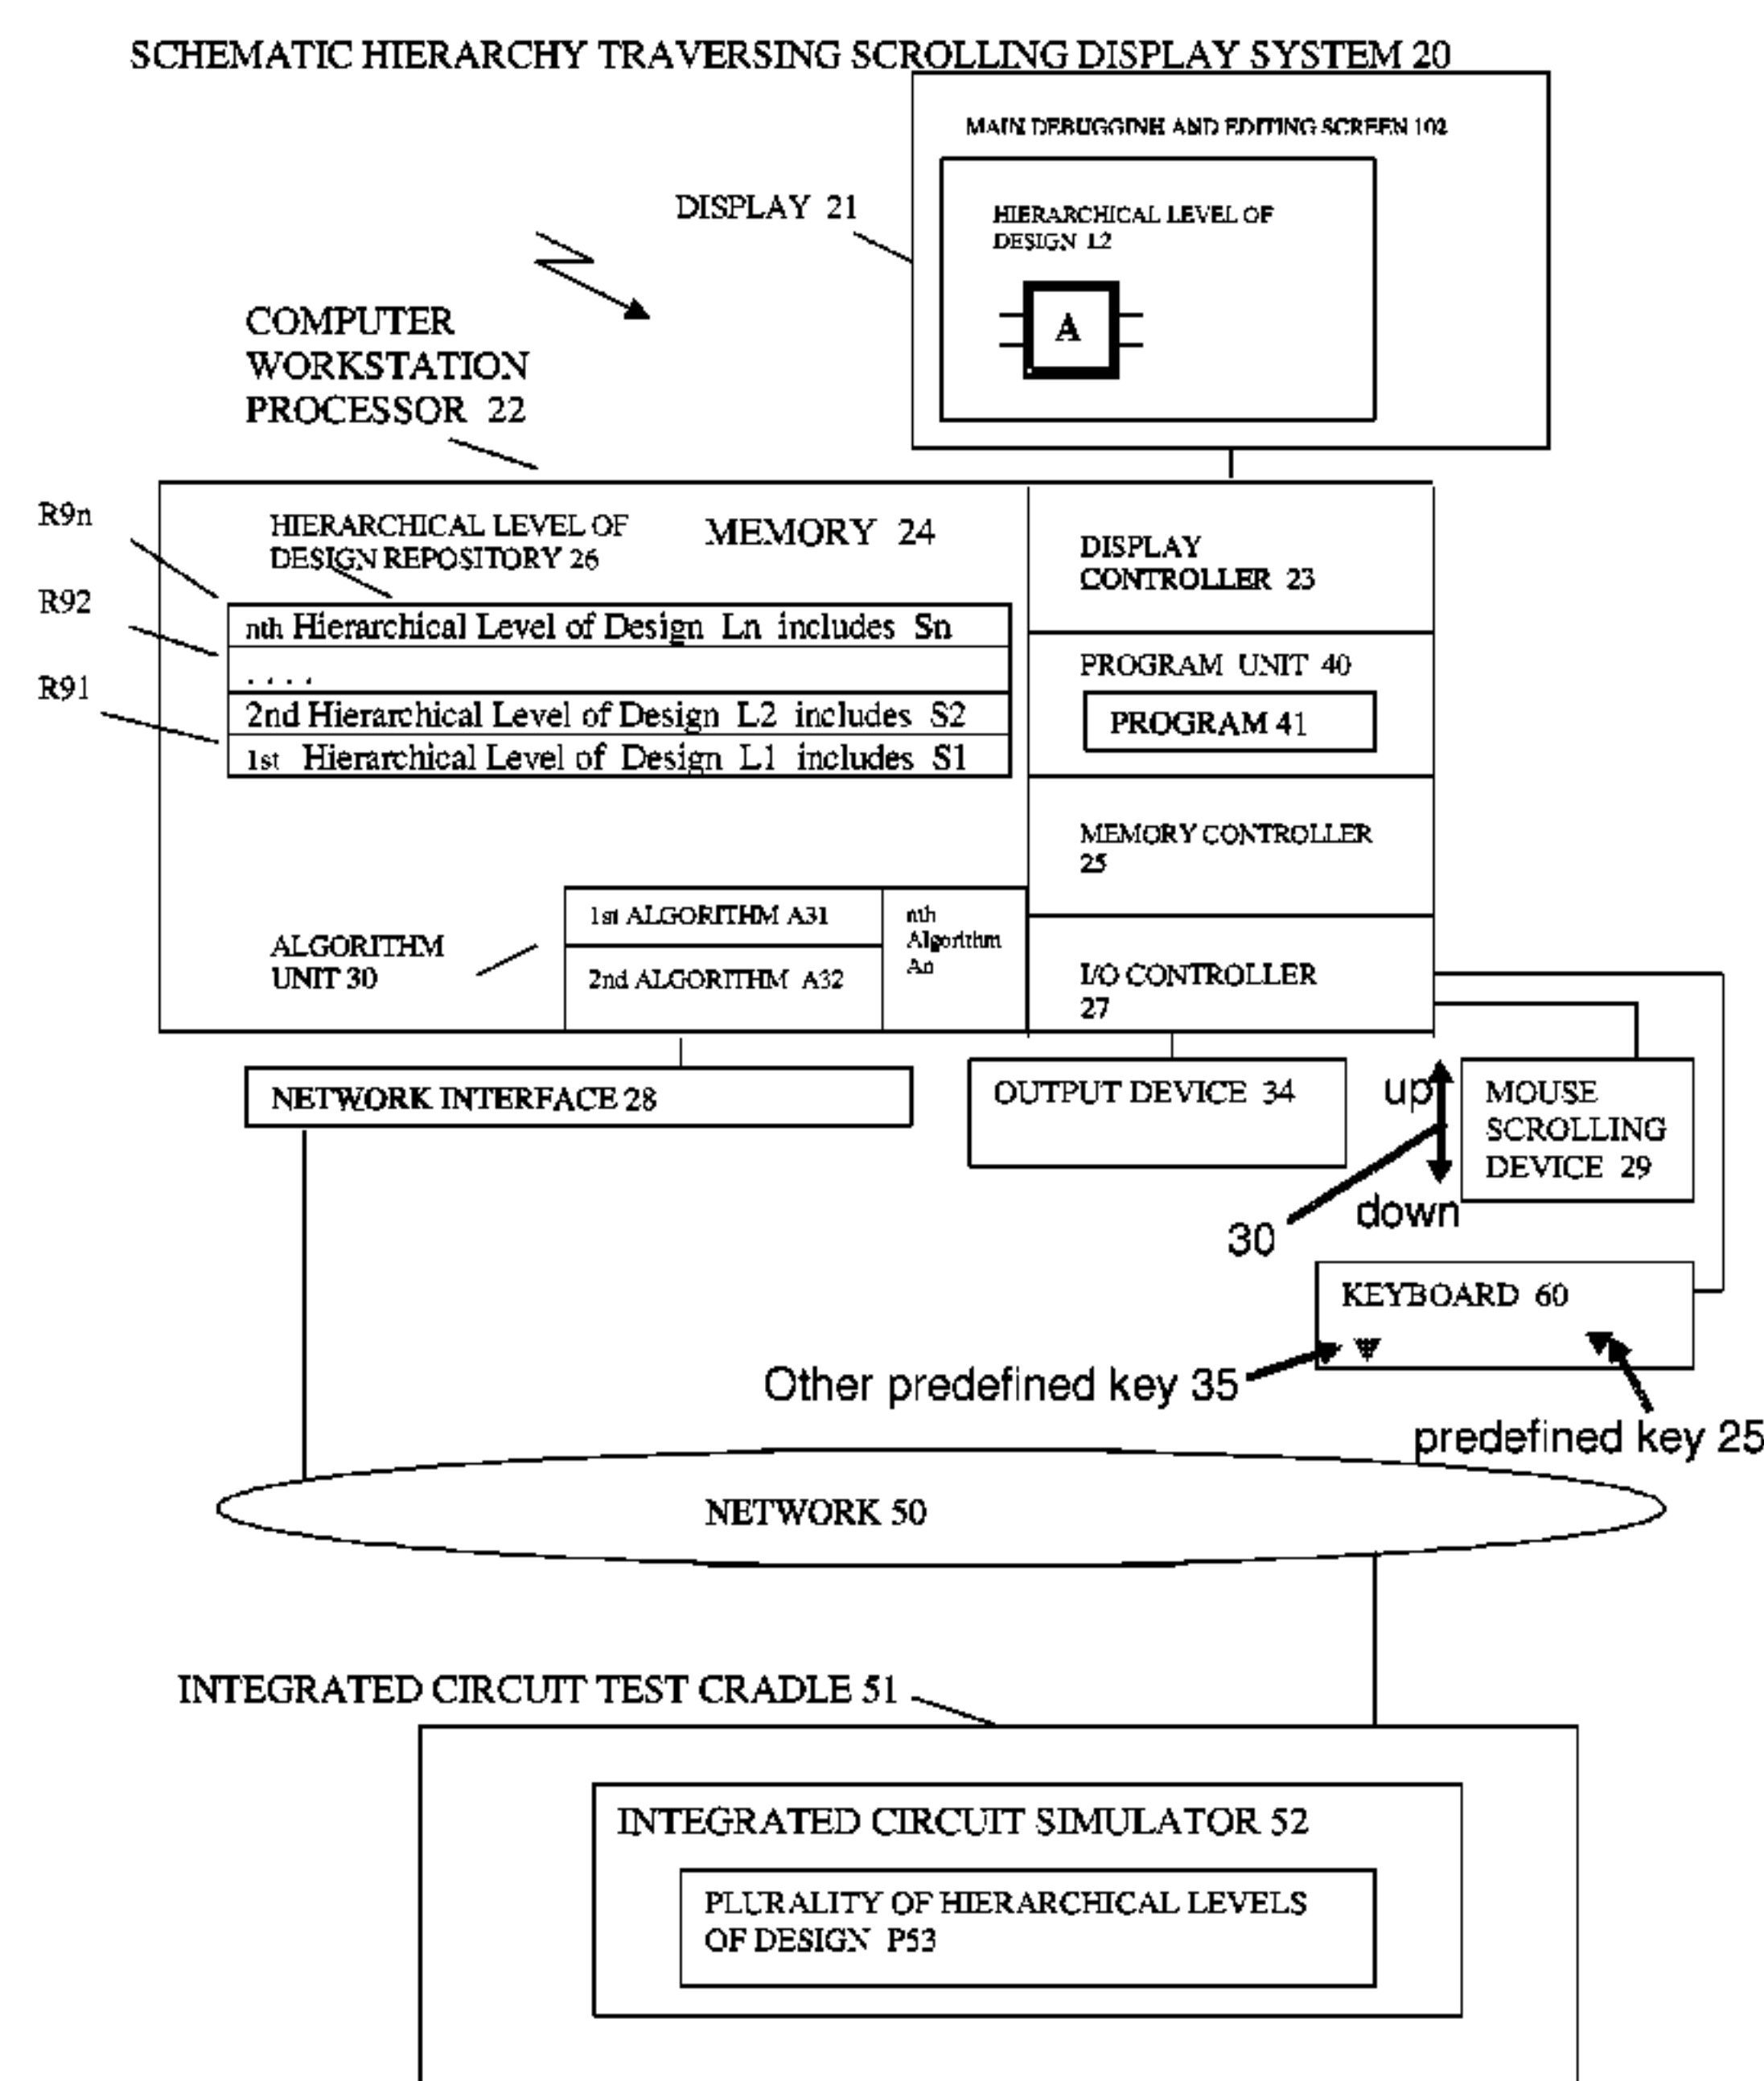 SCHEMATIC HIERARCHY TRAVERSING SCROLLING DISPLAY SYSTEM 20
MAIN DEBUGGINH AND EDITING SCREEN 102
DISPLAY 21
HIERARCHICAL LEVEL OF
DESIGN L2
A
COMPUTER
WORKSTATION
PROCESSOR 22
R9n
R92
R91
HIERARCHICAL LEVEL OF
DESIGN REPOSITORY 26
MEMORY 24
nth Hierarchical Level of Design Ln includes Sn
. . . .
2nd Hierarchical Level of Design L2 includes S2
1st Hierarchical Level of Design L1 includes S1
DISPLAY
CONTROLLER 23
PROGRAM UNIT 40
PROGRAM 41
MEMORY CONTROLLER
25
ALGORITHM
UNIT 30
1st ALGORITHM A31
2nd ALGORITHM A32
nth
Algorithm
An
I/O CONTROLLER
27
NETWORK INTERFACE 28
OUTPUT DEVICE 34
up
down
30
MOUSE
SCROLLING
DEVICE 29
KEYBOARD 60
Other predefined key 35
predefined key 25
NETWORK 50
INTEGRATED CIRCUIT TEST CRADLE 51
INTEGRATED CIRCUIT SIMULATOR 52
PLURALITY OF HIERARCHICAL LEVELS
OF DESIGN P53